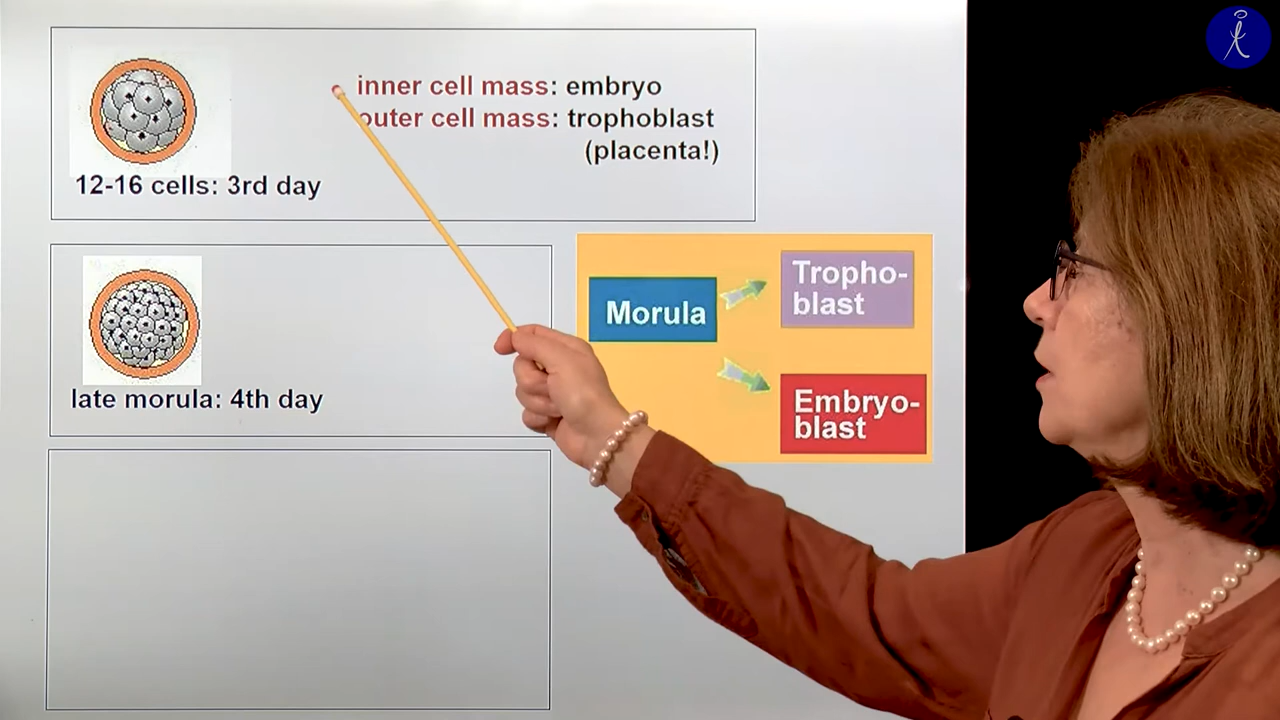 inner cell mass: embryo
outer cell mass: trophoblast
(placenta!)
12-16 cells: 3rd day
late morula: 4th day
Morula
Tropho-
blast
Embryo-
blast